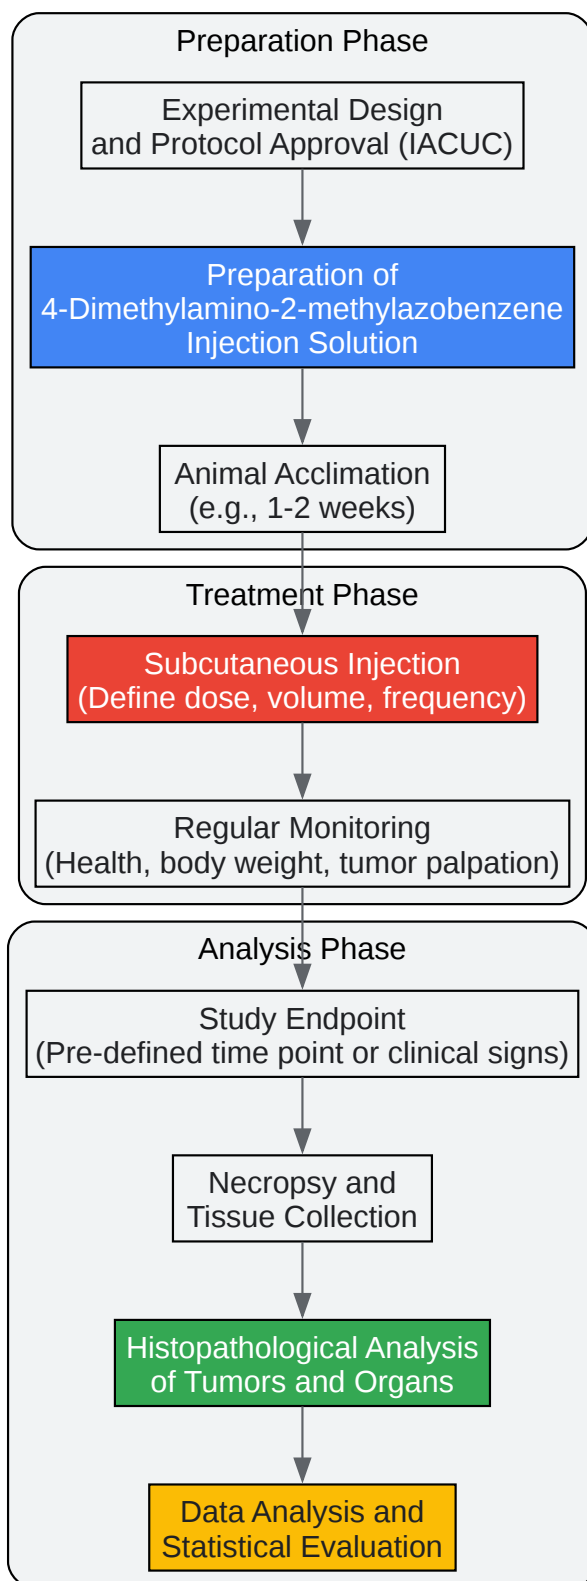 Preparation Phase
Experimental Design
and Protocol Approval (IACUC)
Preparation of
4-Dimethylamino-2-methylazobenzene
Injection Solution
Animal Acclimation
(e.g., 1-2 weeks)
Treatment Phase
Subcutaneous Injection
(Define dose, volume, frequency)
Regular Monitoring
(Health, body weight, tumor palpation)
Analysis Phase
Study Endpoint
(Pre-defined time point or clinical signs)
Necropsy and
Tissue Collection
Histopathological Analysis
of Tumors and Organs
Data Analysis and
Statistical Evaluation